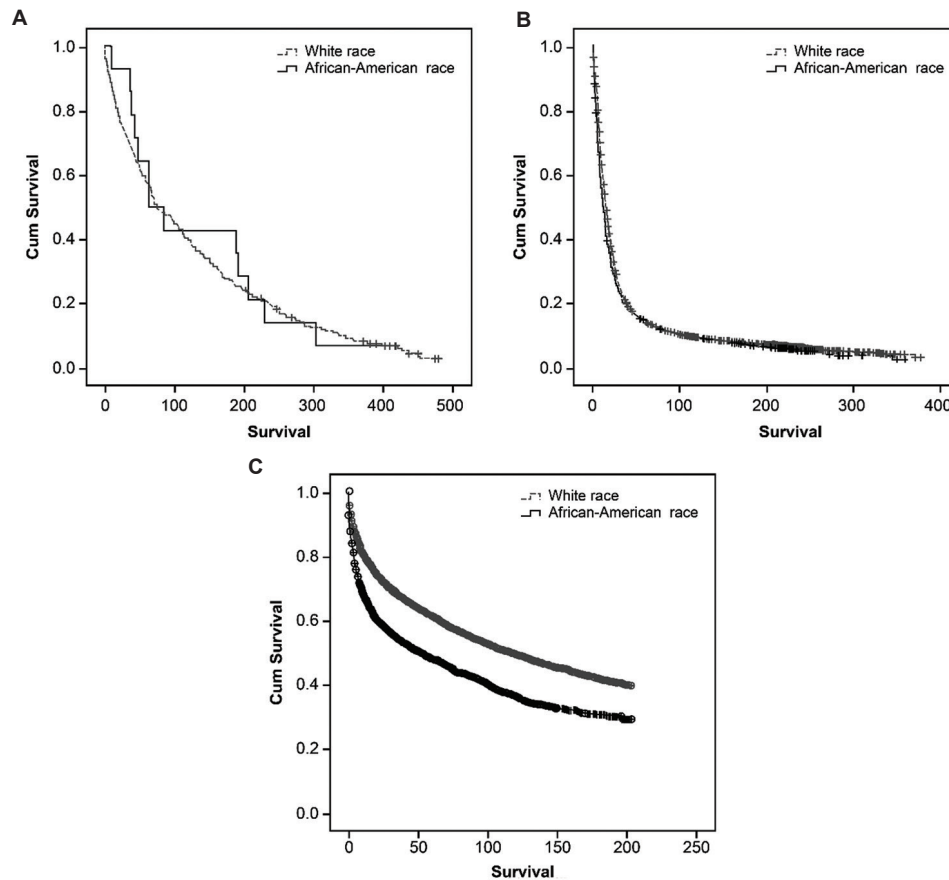 A
White race
African-American race
1.0
0.8
0.6
0.4
0.2
0.0
Cum Survival
0 100 200 300 400 500
Survival
B
White race
African-American race
1.0
0.8
0.6
0.4
0.2
0.0
Cum Survival
0 100 200 300 400
Survival
C
White race
African-American race
1.0
0.8
0.6
0.4
0.2
0.0
Cum Survival
0 50 100 150 200 250
Survival